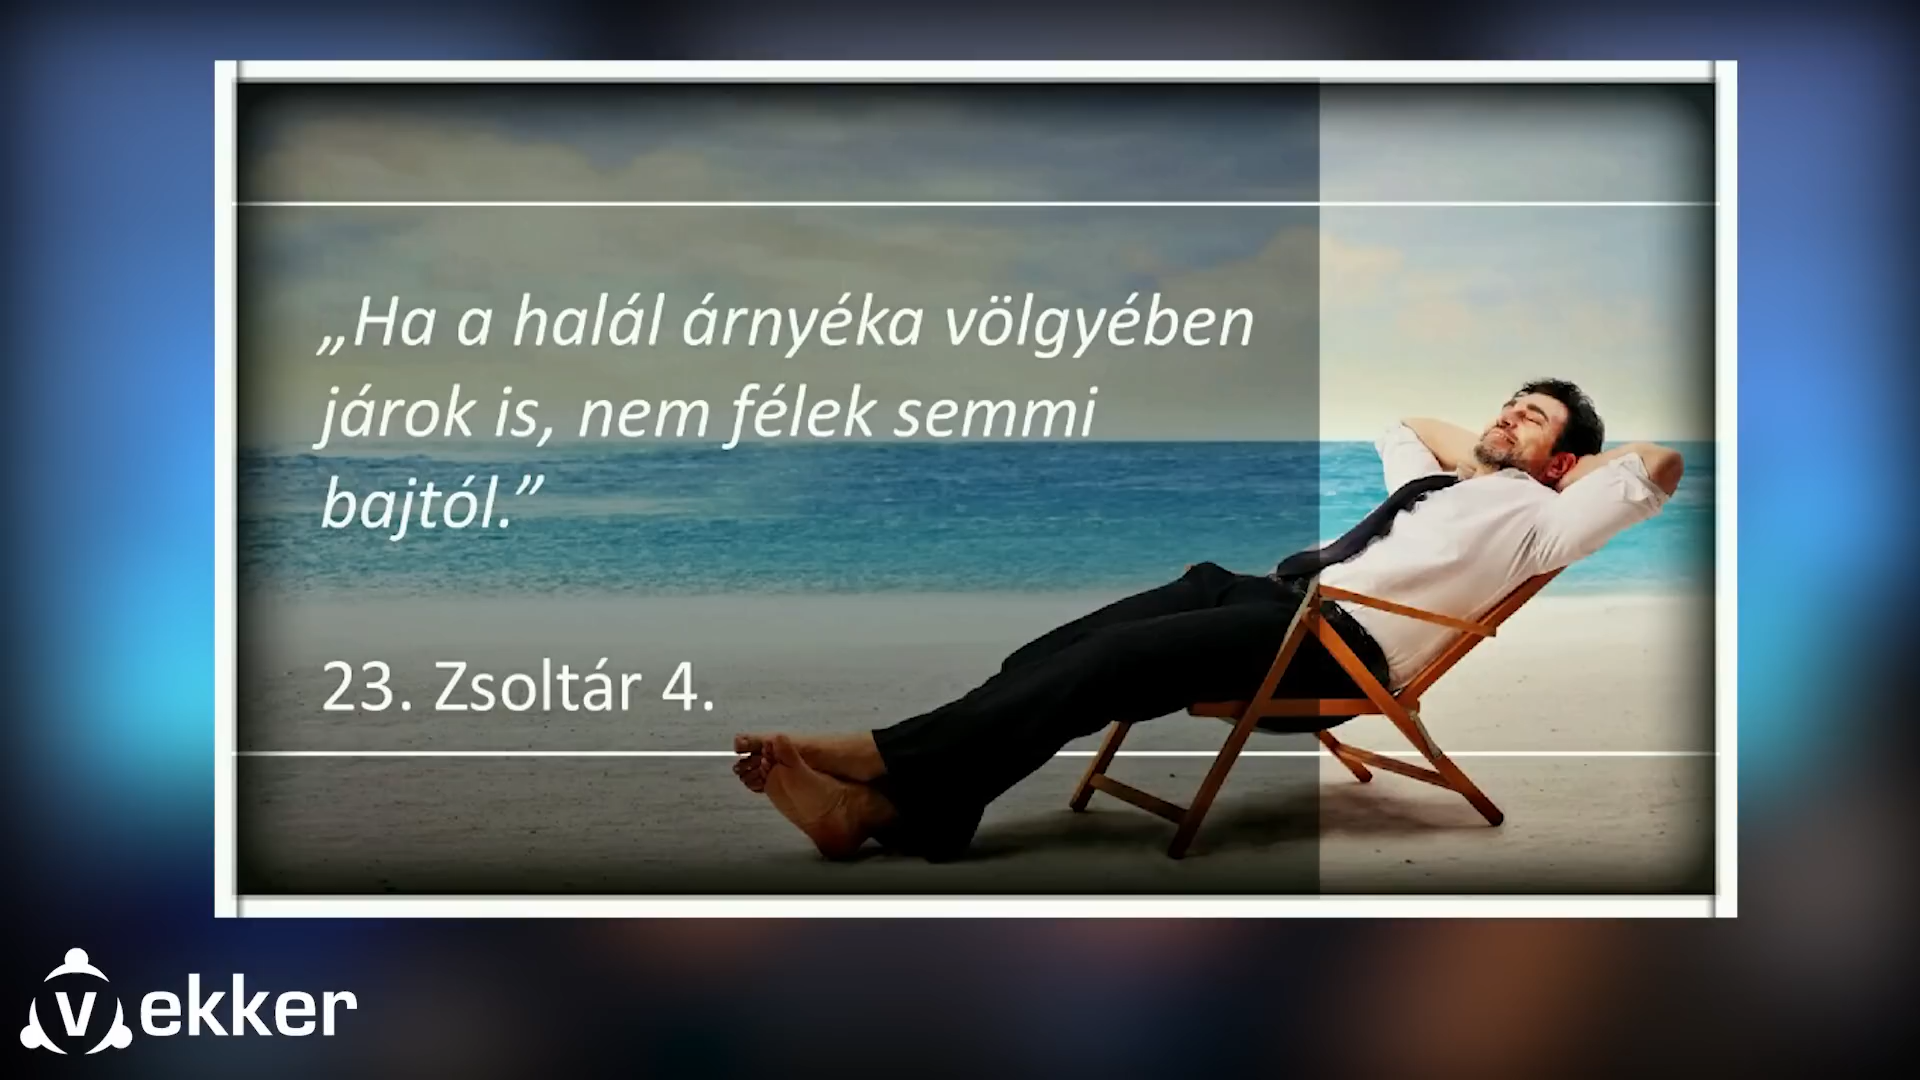 „Ha a halál árnyéka völgyében
járok is, nem félek semmi
bajtól.”
23. Zsoltár 4.
vekker